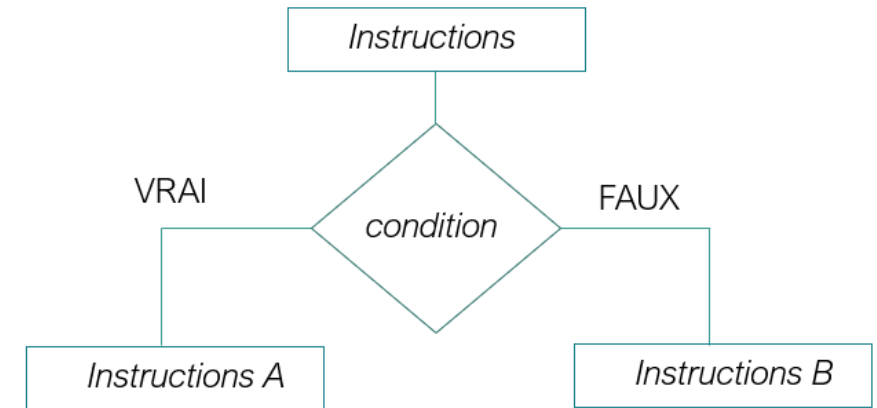 Instructions
VRAI
FAUX
condition
Instructions A
Instructions B